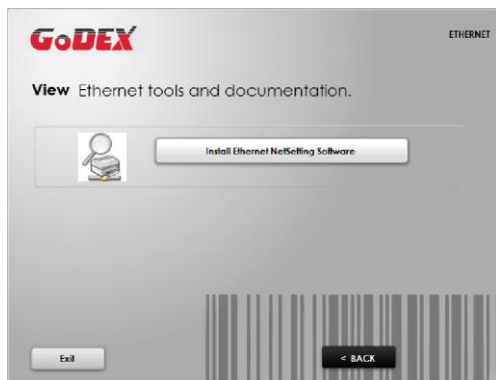 GoDEX
ETHERNET
View Ethernet tools and documentation.
Install Ethernet NetSetting Software
Exit
< BACK